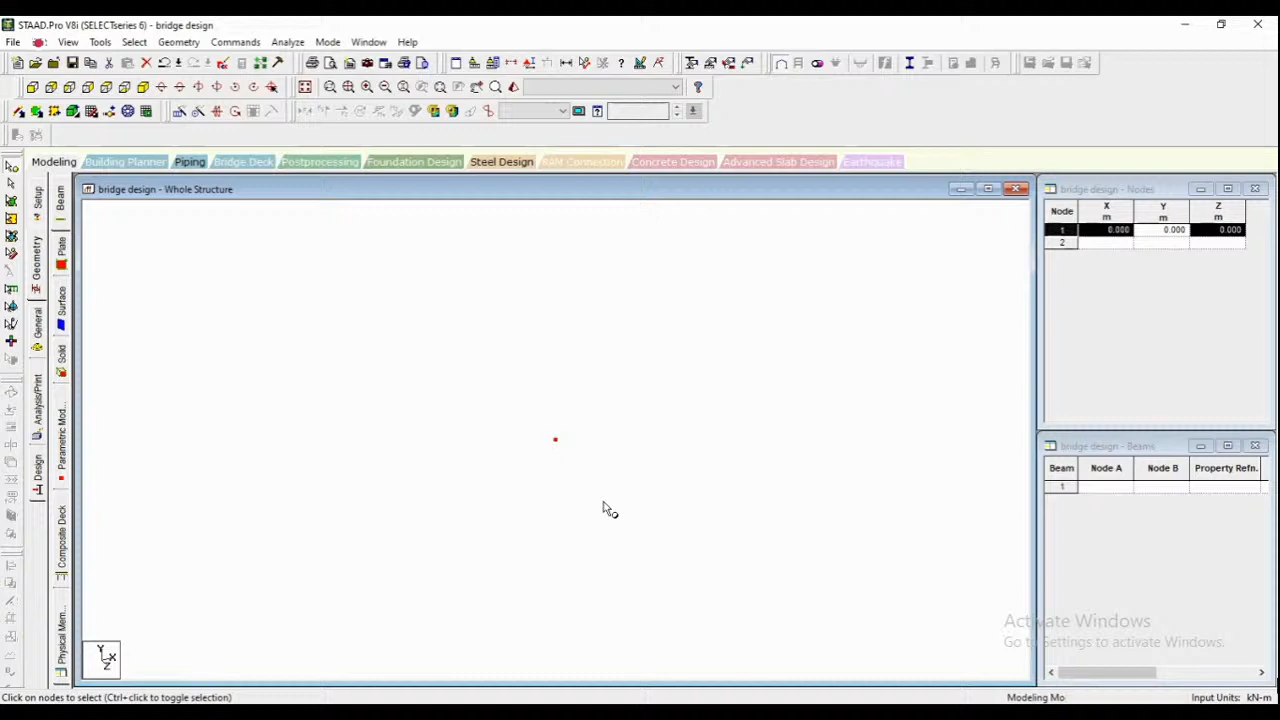 STAAD.Pro V8i (SELECTseries 6) - bridge design
File View Tools Select Geometry Commands Analyze Mode Window Help
Modeling Building Planner Piping Bridge Deck Postprocessing Foundation Design Steel Design RAM Connection Concrete Design Advanced Slab Design Earthquake
Setup
Geometry
General
Analysis/Print
Design
Beam
Plate
Surface
Solid
Parametric Mod...
Composite Deck
Physical Mem...
bridge design - Whole Structure
Y
X
Z
bridge design - Nodes
Node X m Y m Z m
1 0.000 0.000 0.000
2
bridge design - Beams
Beam Node A Node B Property Refn.
1
Activate Windows
Go to Settings to activate Windows.
Click on nodes to select (Ctrl+click to toggle selection) Modeling Mo Input Units: kN-m